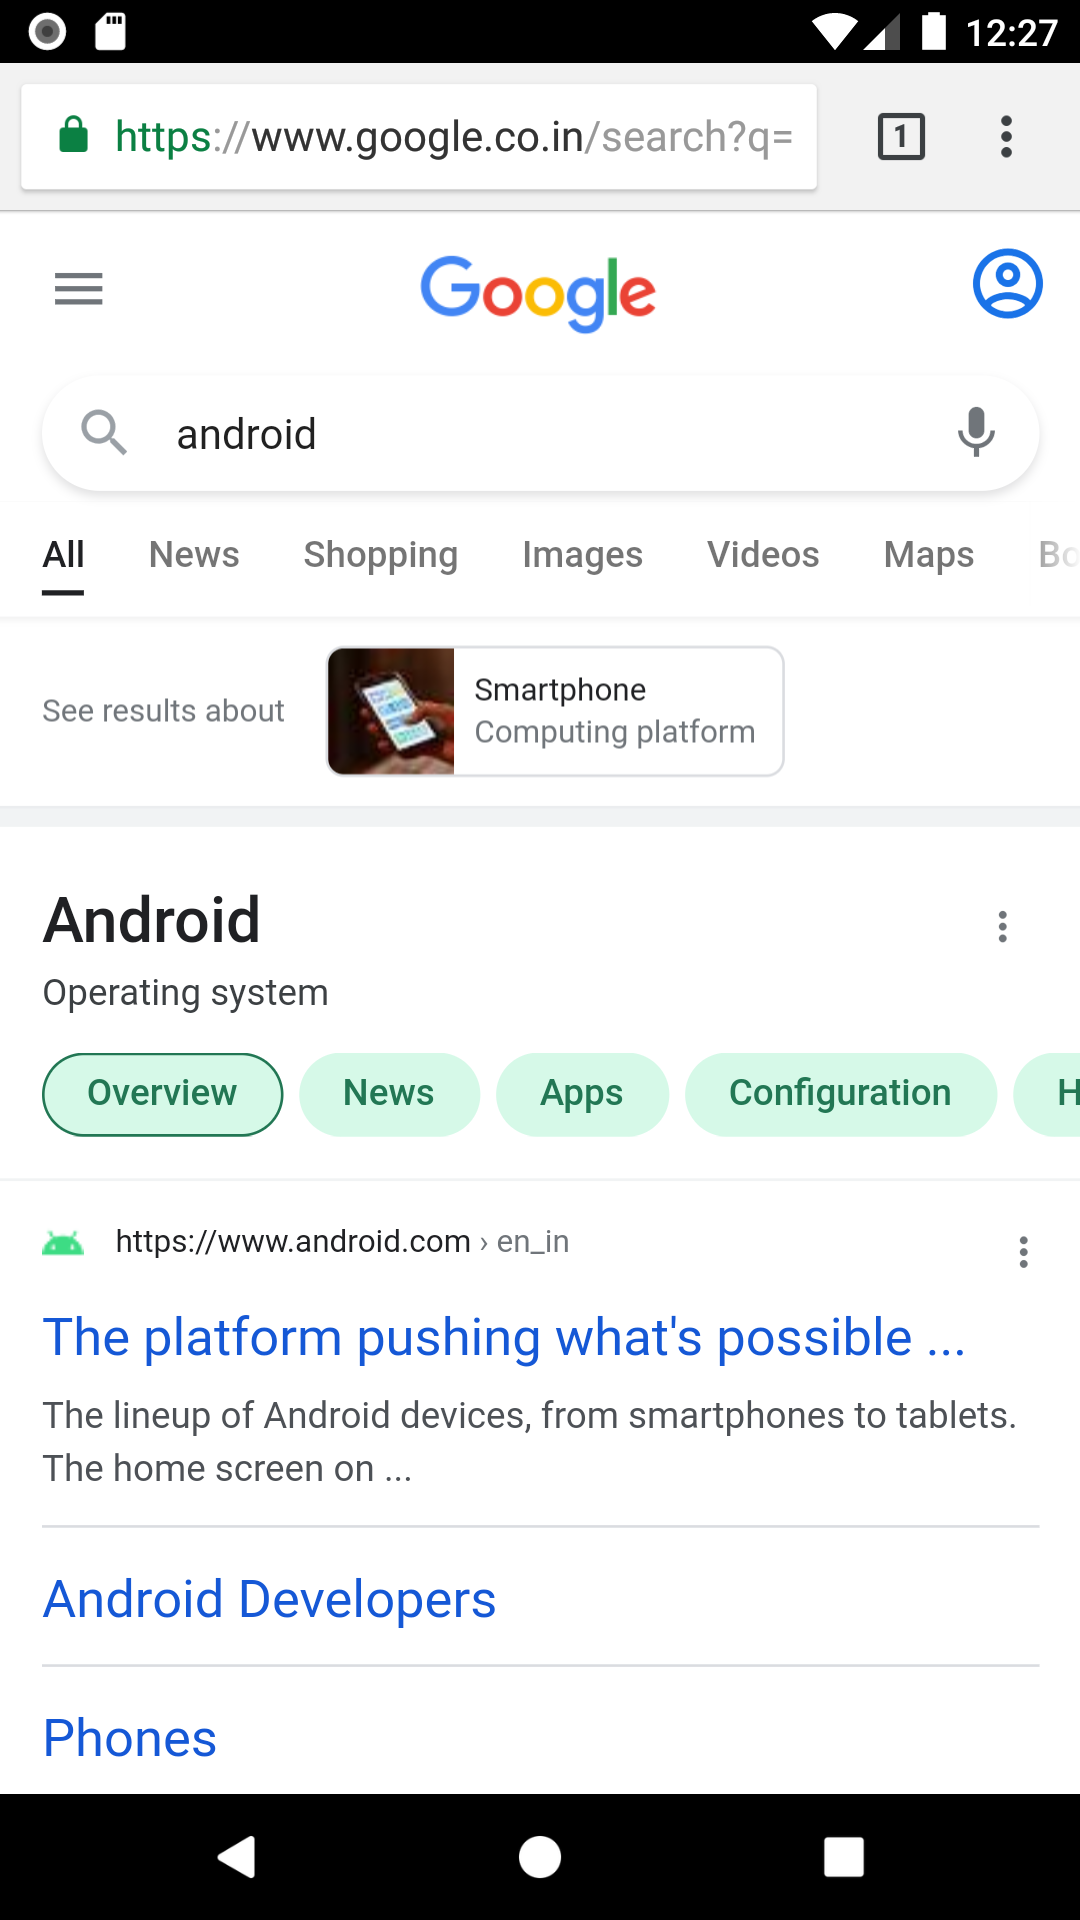 12:27
https://www.google.co.in/search?q=
1
Google
android
All News Shopping Images Videos Maps
See results about
Smartphone
Computing platform
Android
Operating system
Overview News Apps Configuration
https://www.android.com › en_in
The platform pushing what's possible ...
The lineup of Android devices, from smartphones to tablets.
The home screen on ...
Android Developers
Phones